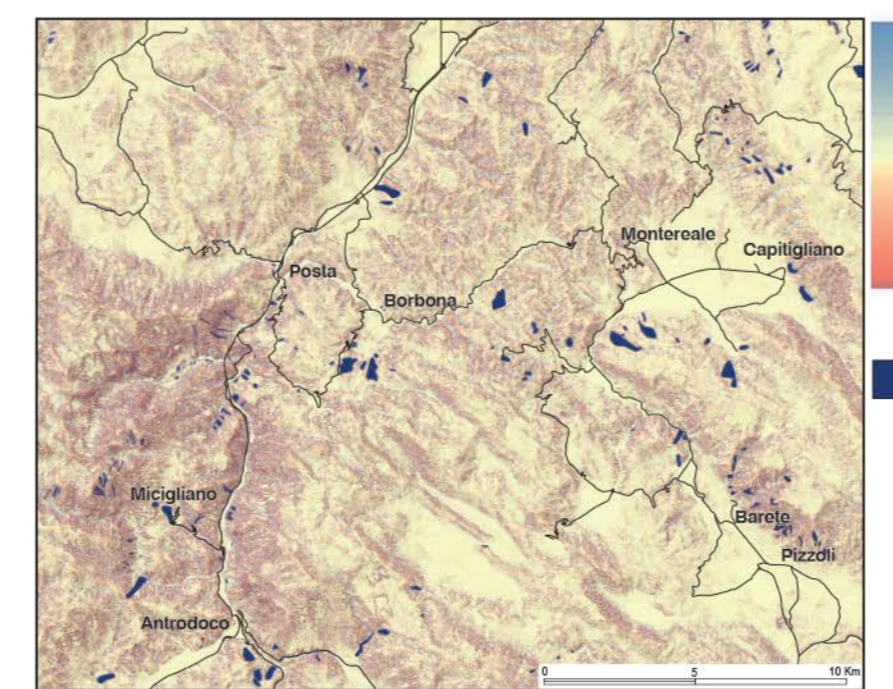 Montereale
Capitigliano
Posta
Borbona
Micigliano
Barete
Pizzoli
Antrodoco
0 5 10 Km